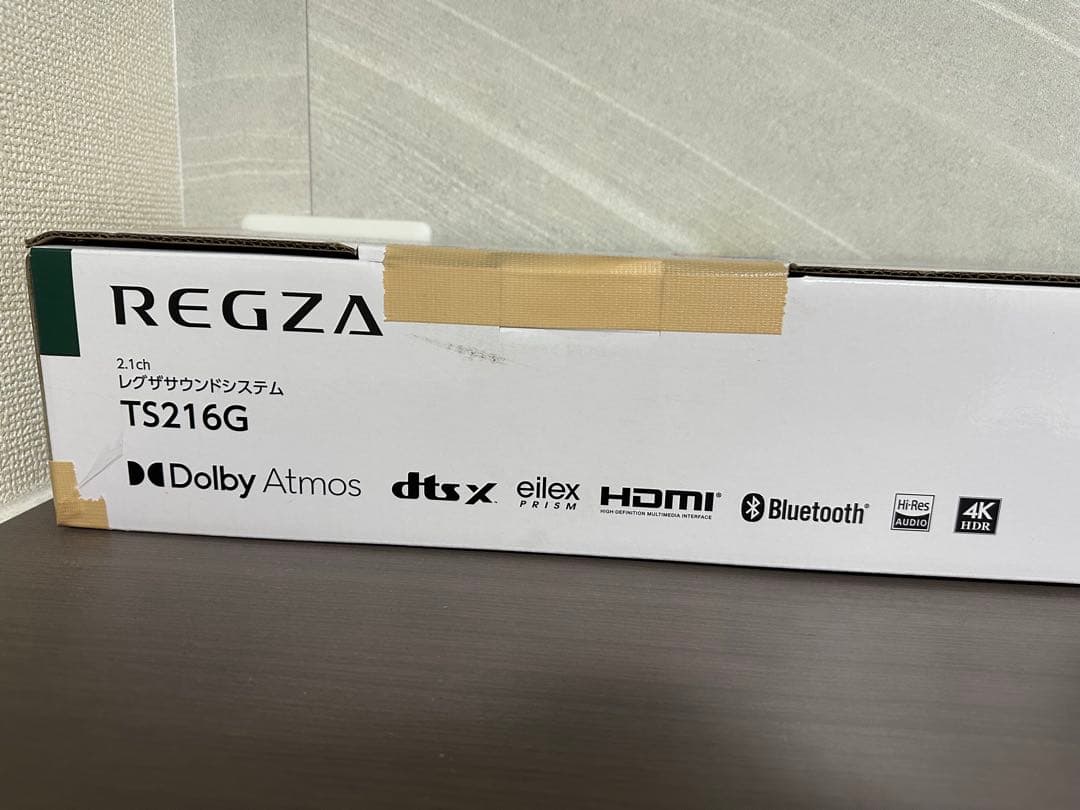 REGZA
2.1ch
レグザサウンドシステム
TS216G
Dolby Atmos
dts X
eilex
PRISM
HDMI®
HIGH-DEFINITION MULTIMEDIA INTERFACE
Bluetooth®
Hi-Res
AUDIO
4K
HDR